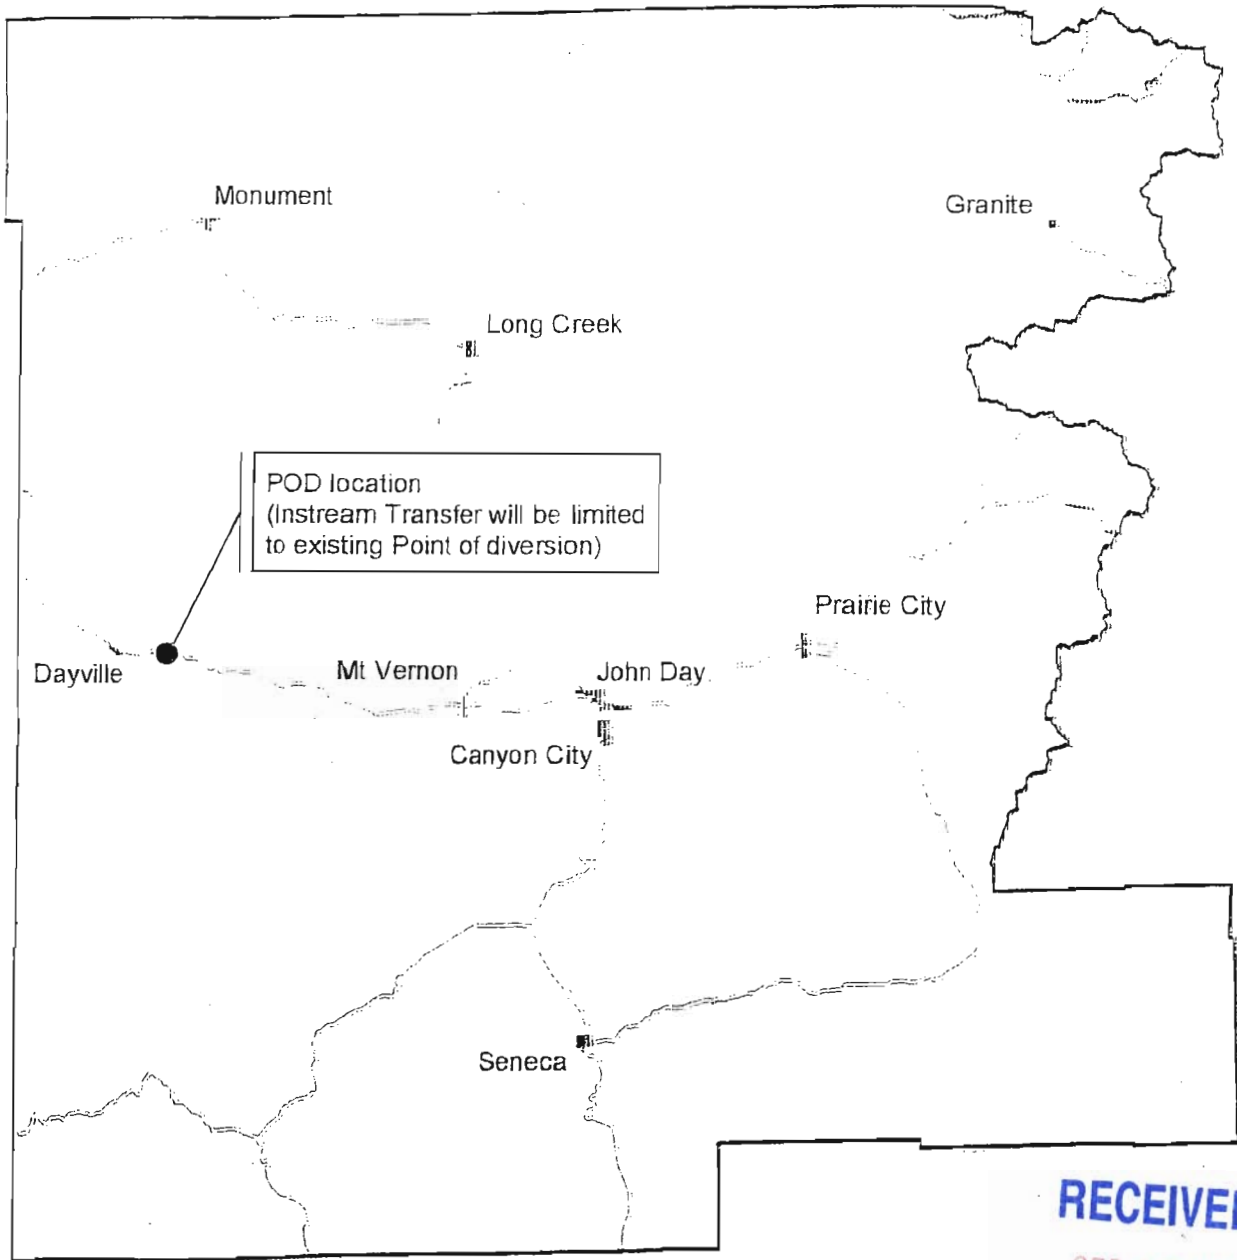 Monument
Granite
Long Creek
POD location
(Instream Transfer will be limited
to existing Point of diversion)
Prairie City
Dayville
Mt Vernon
John Day
Canyon City
Seneca
RECEIVE